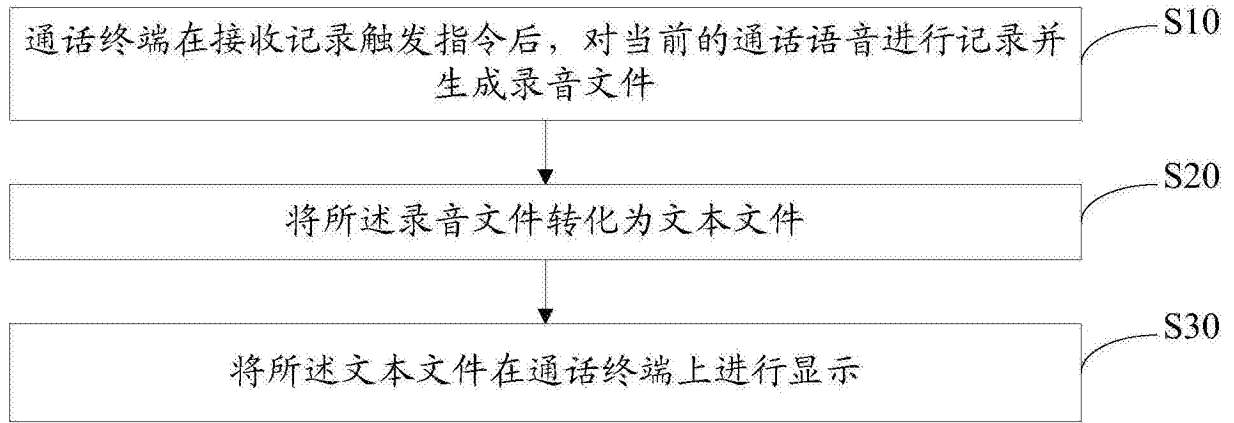 通话终端在接收记录触发指令后，对当前的通话语音进行记录并
生成录音文件
S10
将所述录音文件转化为文本文件
S20
将所述文本文件在通话终端上进行显示
S30